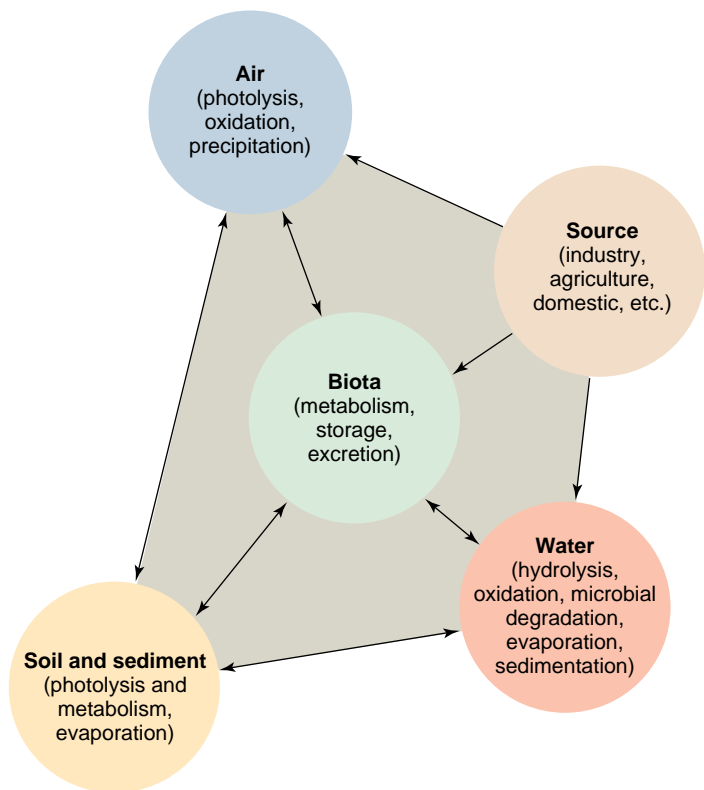 Air
(photolysis,
oxidation,
precipitation)
Source
(industry,
agriculture,
domestic, etc.)
Biota
(metabolism,
storage,
excretion)
Water
(hydrolysis,
oxidation, microbial
degradation,
evaporation,
sedimentation)
Soil and sediment
(photolysis and
metabolism,
evaporation)